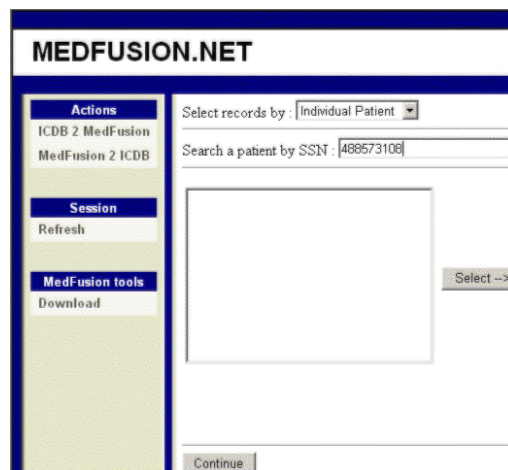 MEDFUSION.NET
Actions
ICDB 2 MedFusion
MedFusion 2 ICDB
Session
Refresh
MedFusion tools
Download
Select records by : Individual Patient
Search a patient by SSN : 488573108
Select -->
Continue